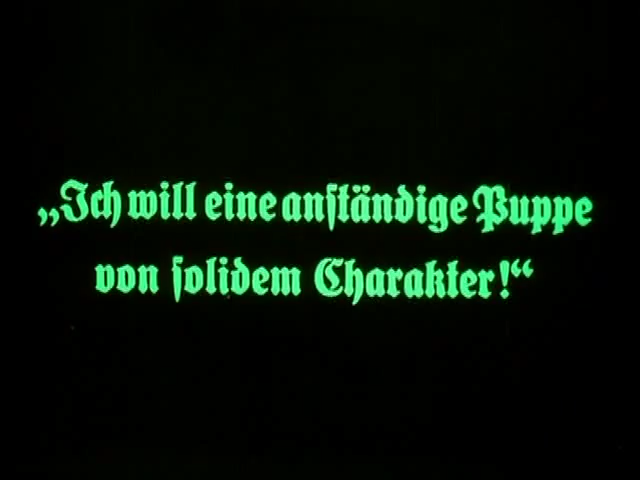 „Ich will eine anständige Puppe
von solidem Charakter!“